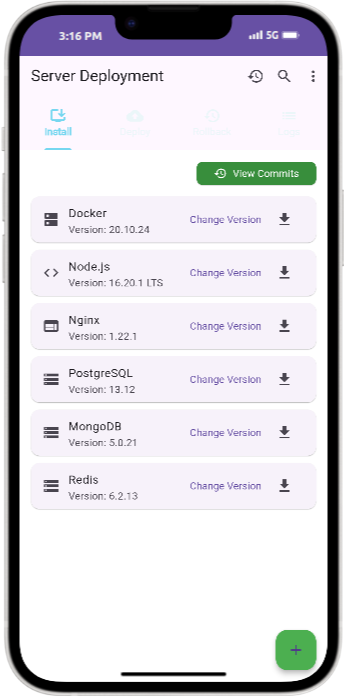 3:16 PM 5G
Server Deployment
Install Deploy Rollback Logs
View Commits
Docker
Version: 20.10.24
Change Version
Node.js
Version: 16.20.1 LTS
Change Version
Nginx
Version: 1.22.1
Change Version
PostgreSQL
Version: 13.12
Change Version
MongoDB
Version: 5.0.21
Change Version
Redis
Version: 6.2.13
Change Version
+